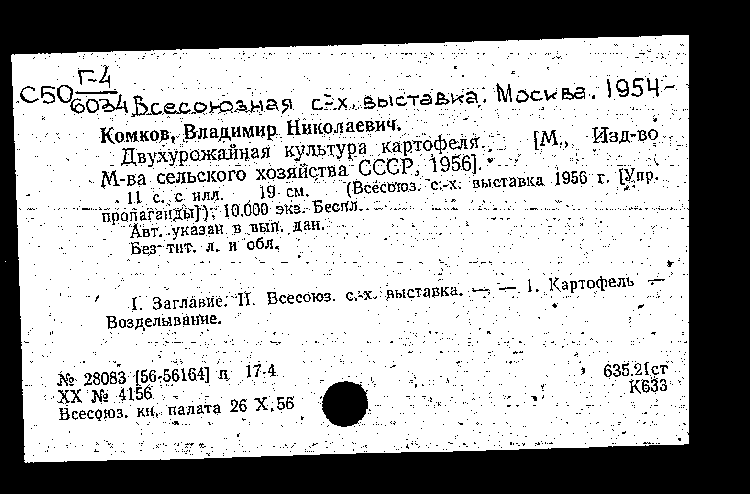 С50 Г-4/6034 Всесоюзная с-х. выставка. Москва. 1954-
Комков, Владимир Николаевич.
Двухурожайная культура картофеля. [М., Изд-во
М-ва сельского хозяйства СССР, 1956].
11 с. с илл. 19 см. (Всесоюз. с.-х. выставка 1956 г. [Упр.
пропаганды]). 10.000 экз. Беспл.
Авт. указан в вып. дан.
Без тит. л. и обл.
I. Заглавие. II. Всесоюз. с.-х. выставка. — — 1. Картофель —
Возделывание.
№ 28083 [56-56164] п 17.4
635.21ст
XX № 4156
К633
Всесоюз. кн. палата 26 X.56